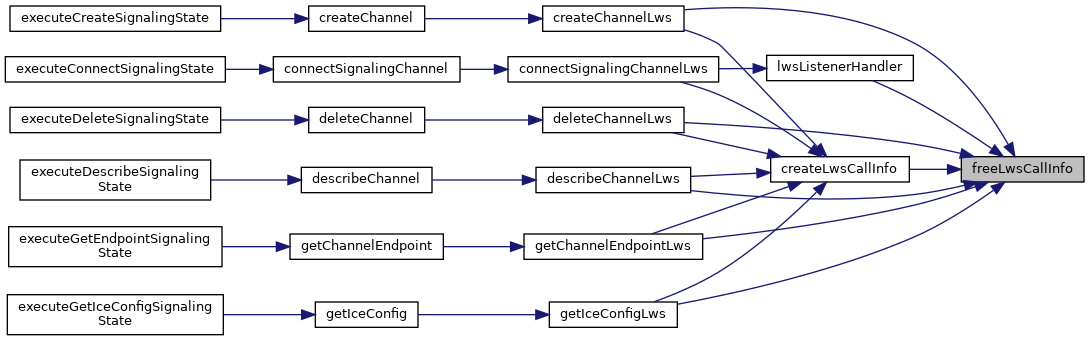 executeCreateSignalingState
createChannel
createChannelLws
executeConnectSignalingState
connectSignalingChannel
connectSignalingChannelLws
lwsListenerHandler
executeDeleteSignalingState
deleteChannel
deleteChannelLws
executeDescribeSignaling
State
describeChannel
describeChannelLws
createLwsCallInfo
freeLwsCallInfo
executeGetEndpointSignaling
State
getChannelEndpoint
getChannelEndpointLws
executeGetIceConfigSignaling
State
getIceConfig
getIceConfigLws